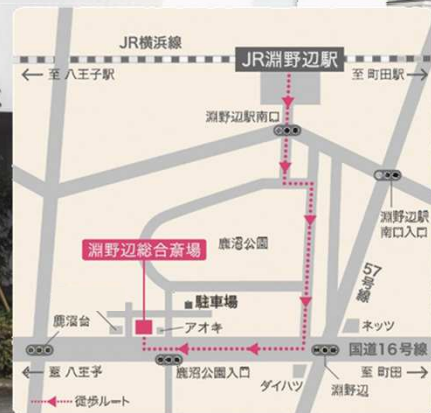 JR横浜線
JR淵野辺駅
← 至 八王子駅
至 町田駅 →
淵野辺駅南口
淵野辺駅
南口入口
鹿沼公園
57号線
淵野辺総合斎場
駐車場
鹿沼台
アオキ
ネッツ
国道16号線
← 至 八王子
鹿沼公園入口
至 町田 →
ダイハツ
淵野辺
徒歩ルート